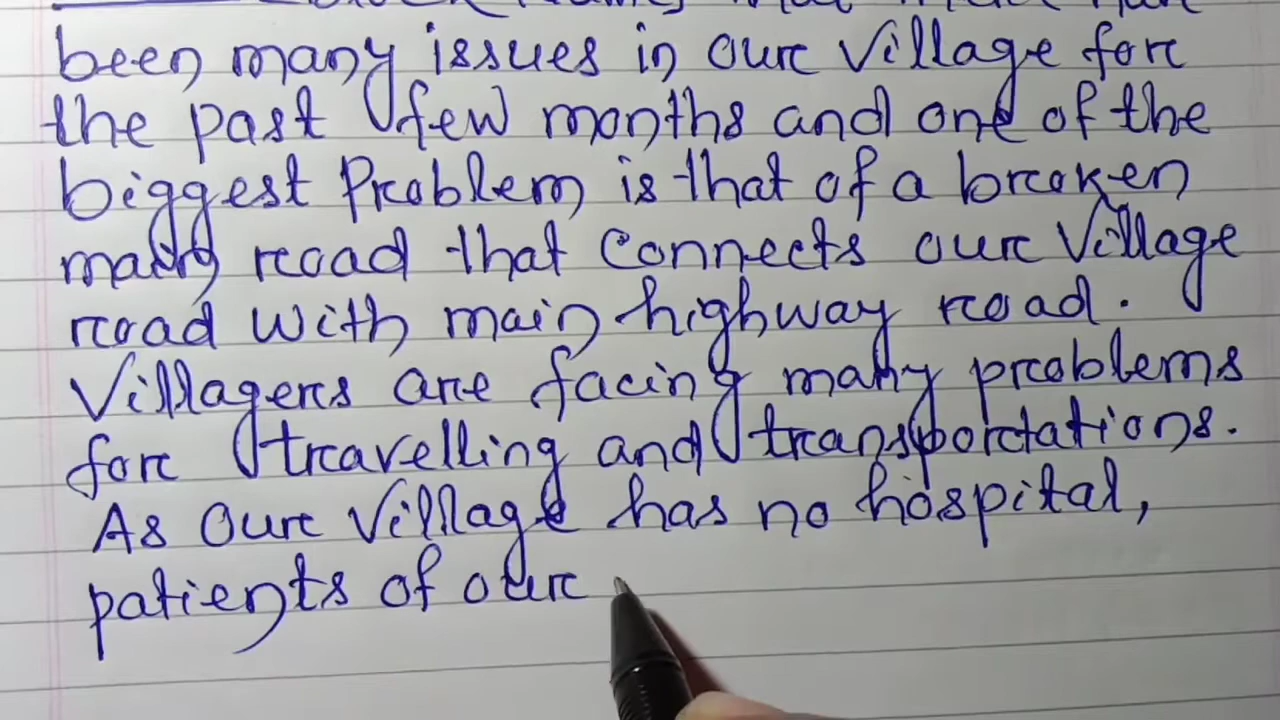 been many issues in our village for
the past few months and one of the
biggest problem is that of a broken
main road that connects our village
road with main highway road.
Villagers are facing many problems
for travelling and transportations.
As our village has no hospital,
patients of our